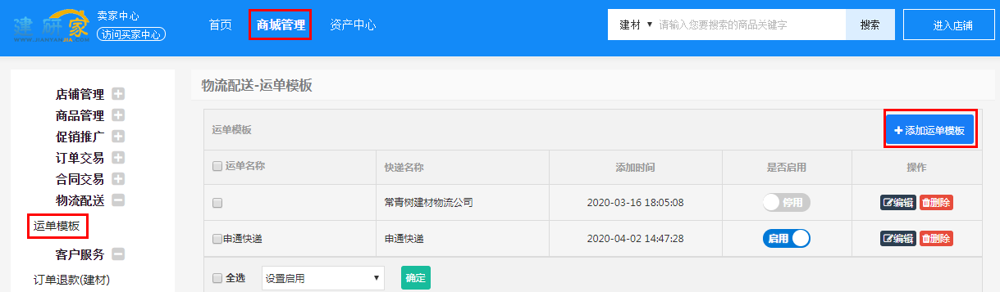 建研家
WWW.JIANYANJIA.COM
卖家中心
访问买家中心
首页
商城管理
资产中心
建材 ▼ 请输入您要搜索的商品关键字
搜索
进入店铺
店铺管理
商品管理
促销推广
订单交易
合同交易
物流配送
运单模板
客户服务
订单退款(建材)
物流配送-运单模板
运单模板
添加运单模板
运单名称 快递名称 添加时间 是否启用 操作
常青树建材物流公司 2020-03-16 18:05:08 停用 编辑 删除
申通快递 申通快递 2020-04-02 14:47:28 启用 编辑 删除
全选 设置启用 ▼ 确定